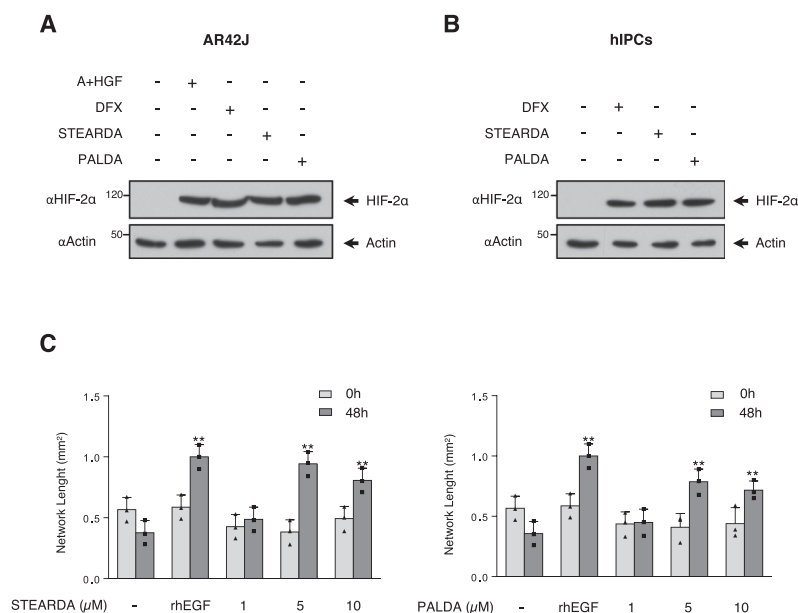 A
AR42J
A+HGF - + - - -
DFX - - + - -
STEARDA - - - + -
PALDA - - - - +
αHIF-2α 120 HIF-2α
αActin 50 Actin
B
hIPCs
DFX - + - -
STEARDA - - + -
PALDA - - - +
αHIF-2α 120 HIF-2α
αActin 50 Actin
C
Network Lenght (mm²)
1.5
1.0
0.5
0.0
0h
48h
** ** **
STEARDA (µM) - rhEGF 1 5 10
Network Lenght (mm²)
1.5
1.0
0.5
0.0
0h
48h
** ** **
PALDA (µM) - rhEGF 1 5 10